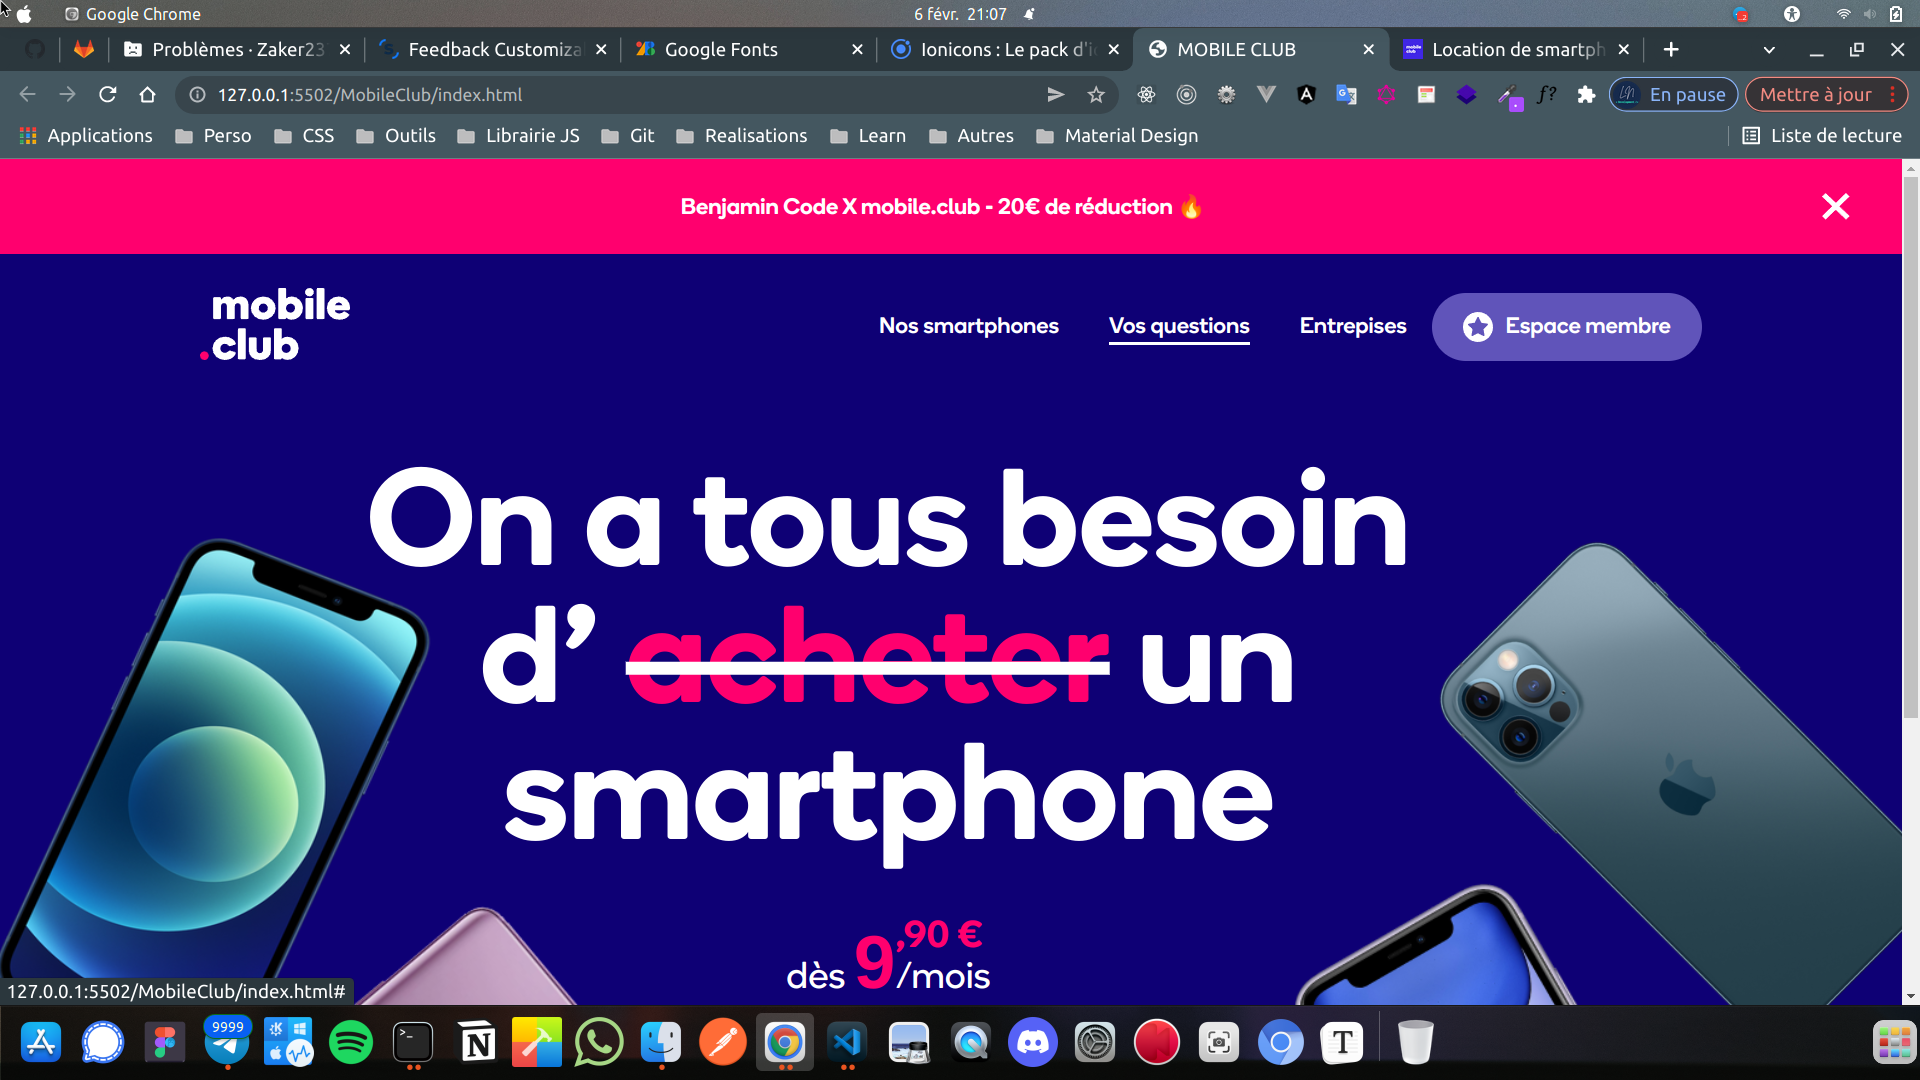 Google Chrome
6 févr. 21:07
Problèmes · Zaker23
Feedback Customiza
Google Fonts
Ionicons : Le pack d'i
MOBILE CLUB
Location de smartph
127.0.0.1:5502/MobileClub/index.html
En pause
Mettre à jour
Applications
Perso
CSS
Outils
Librairie JS
Git
Realisations
Learn
Autres
Material Design
Liste de lecture
Benjamin Code X mobile.club - 20€ de réduction 🔥
mobile
.club
Nos smartphones
Vos questions
Entrepises
Espace membre
On a tous besoin
d’ acheter un
smartphone
dès 9,90 €/mois
127.0.0.1:5502/MobileClub/index.html#
9999